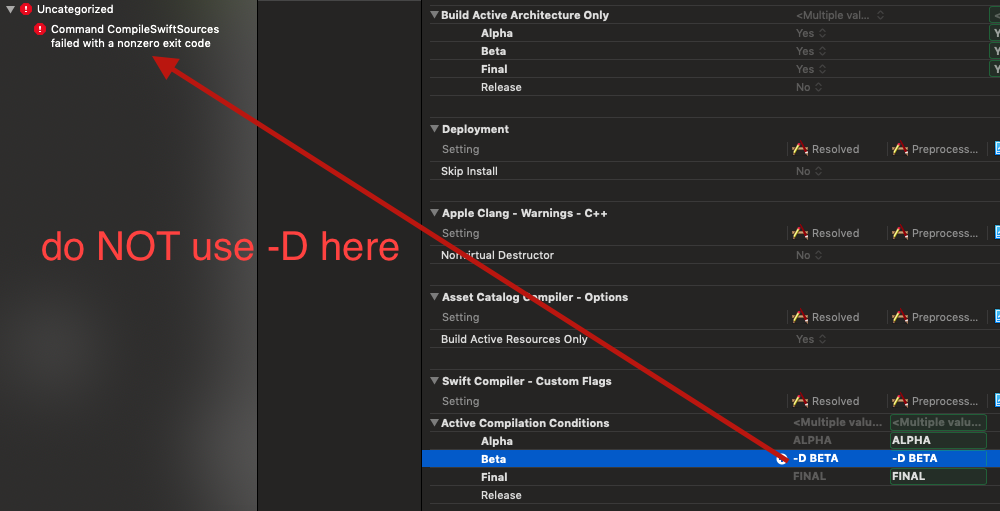 Uncategorized
Command CompileSwiftSources
failed with a nonzero exit code
do NOT use -D here
Build Active Architecture Only <Multiple val...
Alpha Yes Y
Beta Yes Y
Final Yes Y
Release No
Deployment
Setting Resolved Preprocess...
Skip Install No
Apple Clang - Warnings - C++
Setting Resolved Preprocess...
Nonvirtual Destructor No
Asset Catalog Compiler - Options
Setting Resolved Preprocess...
Build Active Resources Only Yes
Swift Compiler - Custom Flags
Setting Resolved Preprocess...
Active Compilation Conditions <Multiple valu... <Multiple valu...
Alpha ALPHA ALPHA
Beta -D BETA -D BETA
Final FINAL FINAL
Release